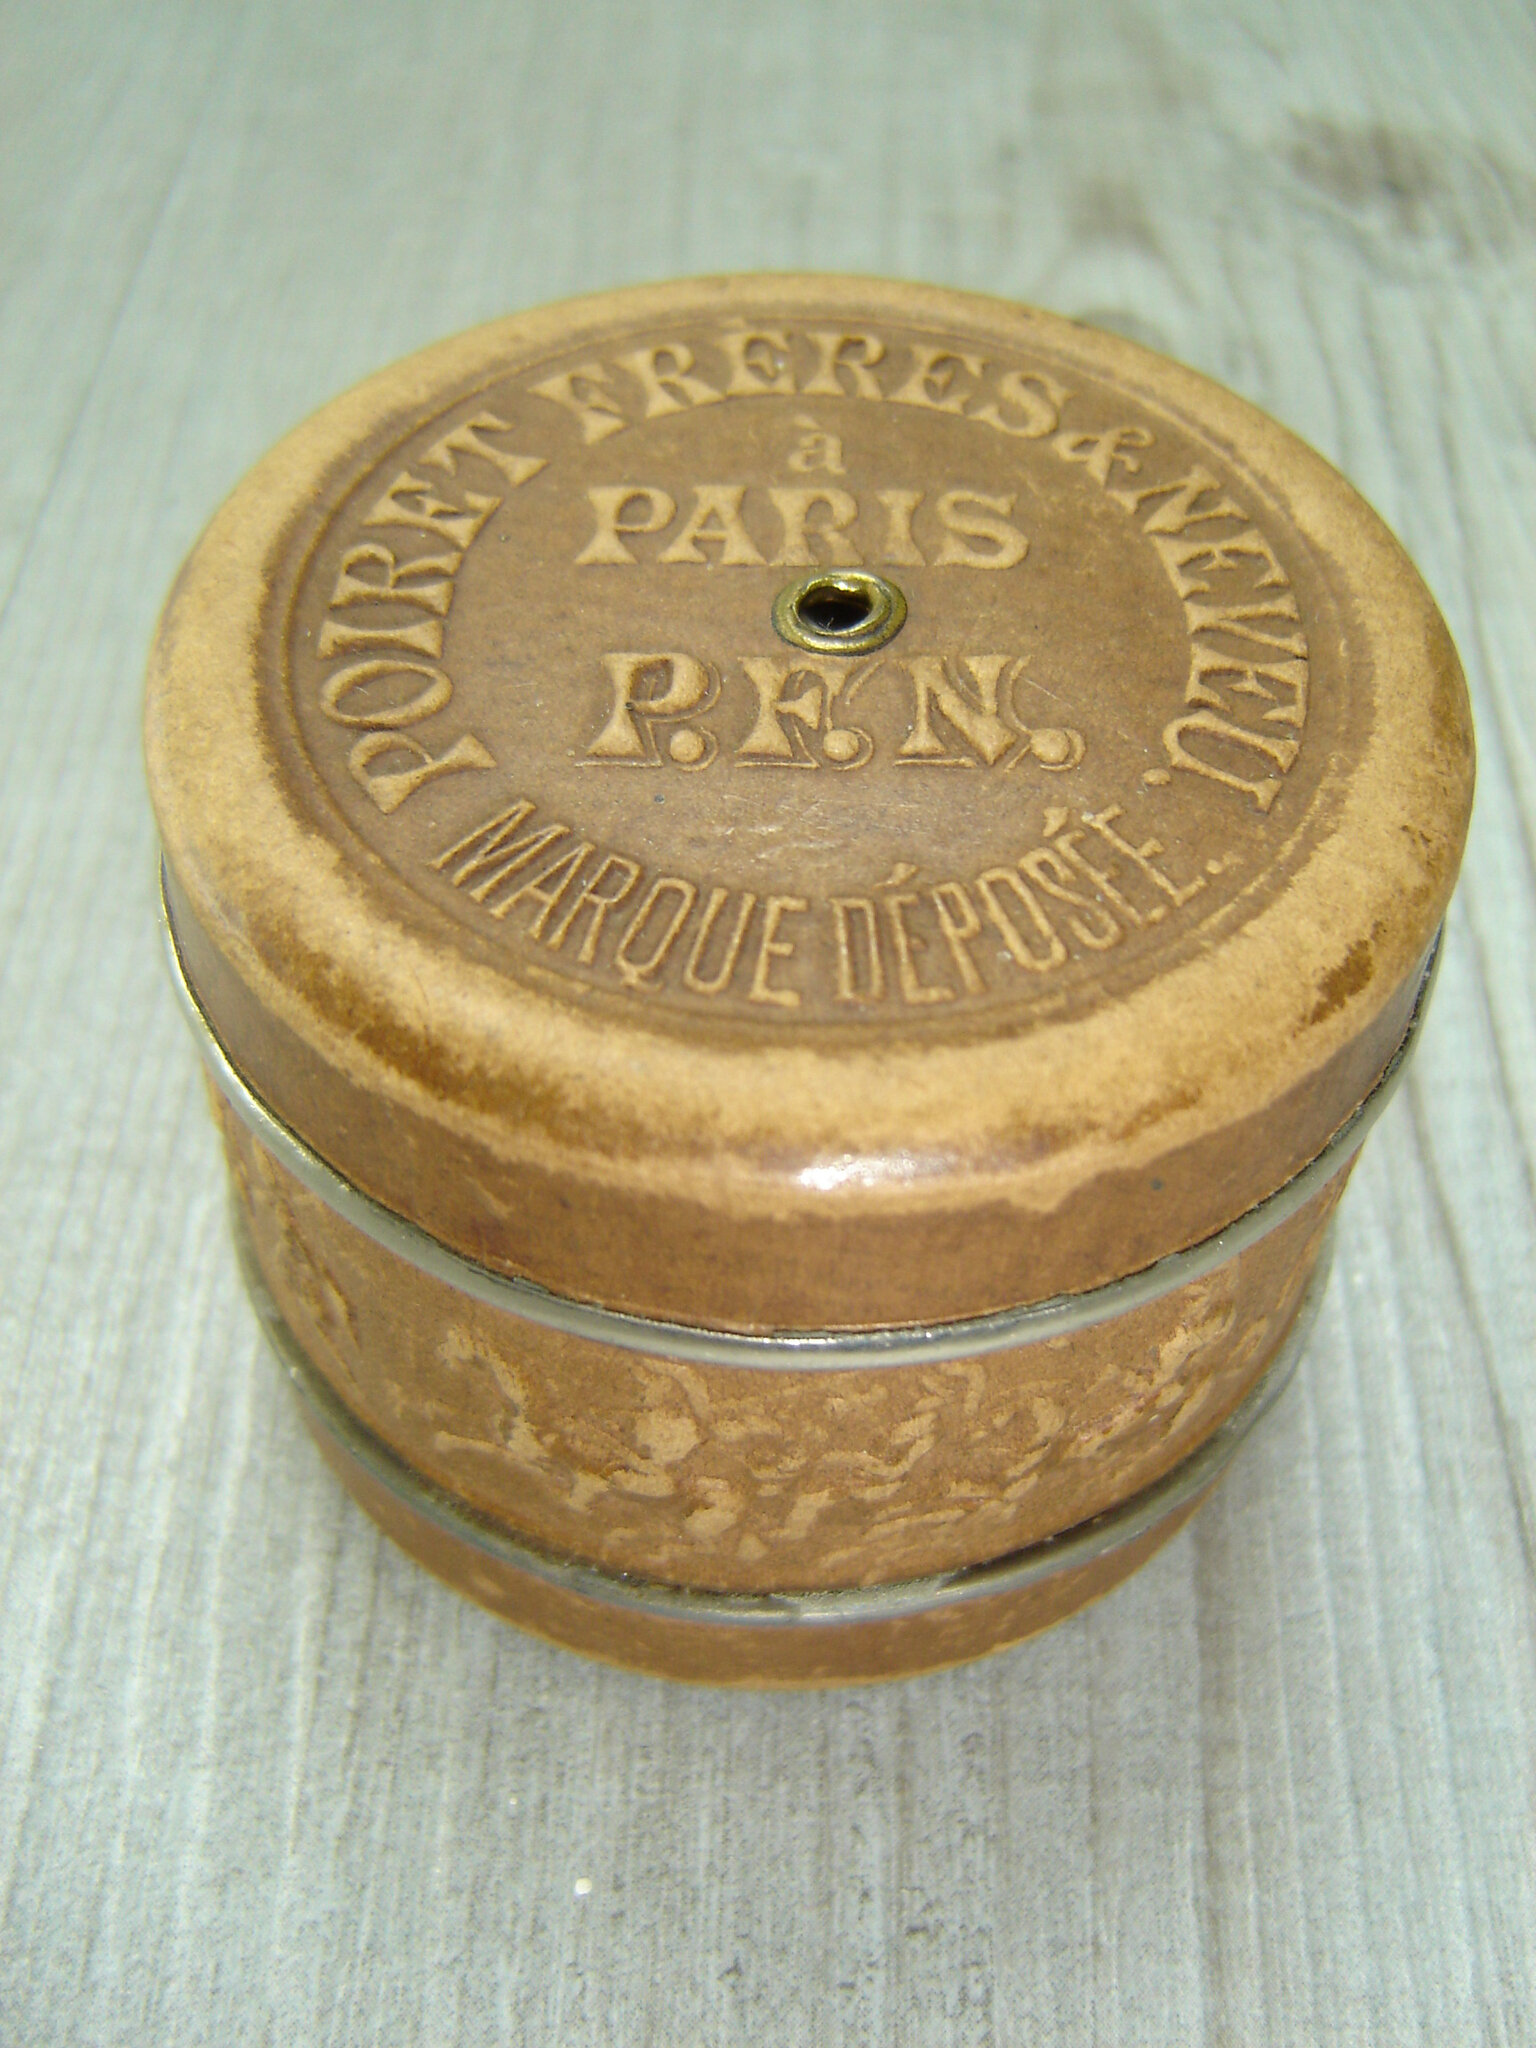 POIRET FRÈRES & NEVEU.
à
PARIS
P.F.N.
MARQUE DÉPOSÉE.